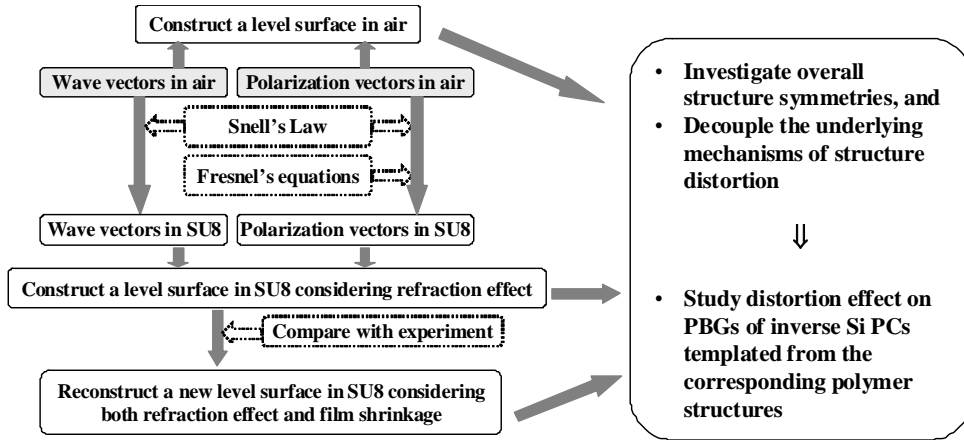 Construct a level surface in air
Wave vectors in air
Polarization vectors in air
Snell's Law
Fresnel's equations
Wave vectors in SU8
Polarization vectors in SU8
Construct a level surface in SU8 considering refraction effect
Compare with experiment
Reconstruct a new level surface in SU8 considering
both refraction effect and film shrinkage
• Investigate overall
structure symmetries, and
• Decouple the underlying
mechanisms of structure
distortion
⇓
• Study distortion effect on
PBGs of inverse Si PCs
templated from the
corresponding polymer
structures